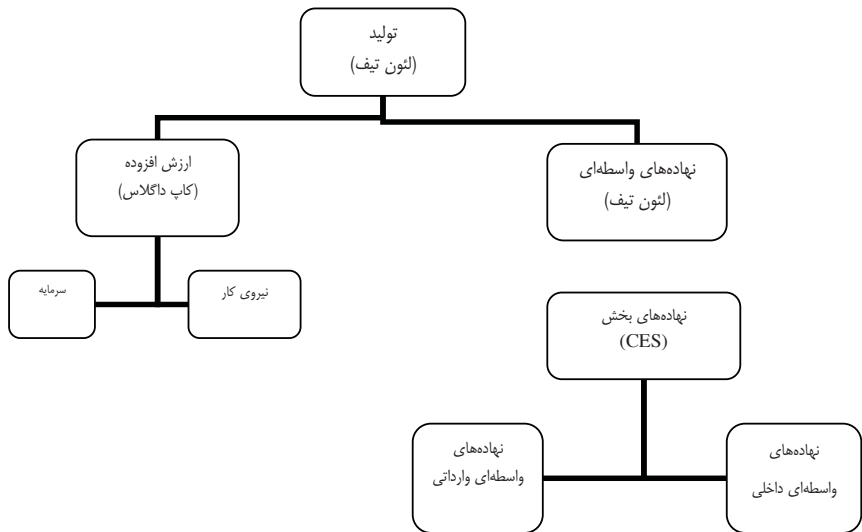 تولید
(لئون تیف)
ارزش افزوده
(کاپ داگلاس)
نهاده‌های واسطه‌ای
(لئون تیف)
نیروی کار
سرمایه
نهاده‌های بخش
(CES)
نهاده‌های
واسطه‌ای داخلی
نهاده‌های
واسطه‌ای وارداتی